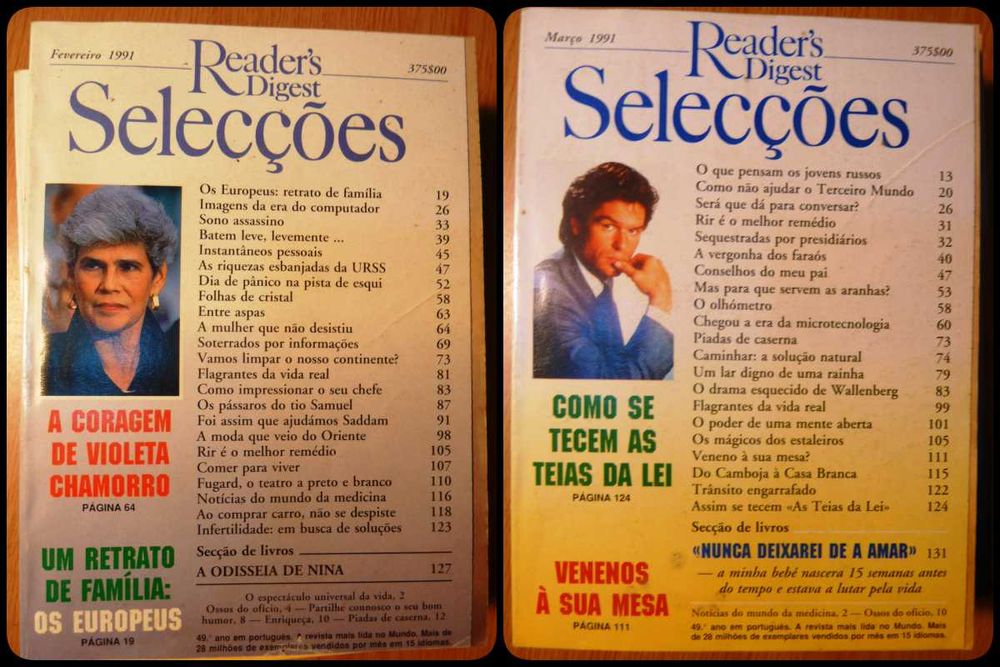 Fevereiro 1991
375$00
Reader's
Digest
Selecções
Os Europeus: retrato de família 19
Imagens da era do computador 26
Sono assassino 33
Batem leve, levemente ... 39
Instantâneos pessoais 45
As riquezas esbanjadas da URSS 47
Dia de pânico na pista de esqui 52
Folhas de cristal 58
Entre aspas 63
A mulher que não desistiu 64
Soterrados por informações 69
Vamos limpar o nosso continente? 73
Flagrantes da vida real 81
Como impressionar o seu chefe 83
Os pássaros do tio Samuel 87
Foi assim que ajudámos Saddam 91
A moda que veio do Oriente 98
Rir é o melhor remédio 105
Comer para viver 107
Fugard, o teatro a preto e branco 110
Notícias do mundo da medicina 116
Ao comprar carro, não se despiste 118
Infertilidade: em busca de soluções 123
Secção de livros
A ODISSEIA DE NINA 127
O espectáculo universal da vida, 2
Ossos do ofício, 4 — Partilhe connosco o seu bom
humor, 8 — Enriqueça, 10 — Piadas de caserna, 12
49.° ano em português. A revista mais lida no Mundo. Mais de
28 milhões de exemplares vendidos por mês em 15 idiomas.
A CORAGEM
DE VIOLETA
CHAMORRO
PÁGINA 64
UM RETRATO
DE FAMÍLIA:
OS EUROPEUS
PÁGINA 19
Março 1991
375$00
Reader's
Digest
Selecções
O que pensam os jovens russos 13
Como não ajudar o Terceiro Mundo 20
Será que dá para conversar? 26
Rir é o melhor remédio 31
Sequestradas por presidiários 32
A vergonha dos faraós 40
Conselhos do meu pai 47
Mas para que servem as aranhas? 53
O olhómetro 58
Chegou a era da microtecnologia 60
Piadas de caserna 73
Caminhar: a solução natural 74
Um lar digno de uma rainha 79
O drama esquecido de Wallenberg 83
Flagrantes da vida real 99
O poder de uma mente aberta 101
Os mágicos dos estaleiros 105
Veneno à sua mesa? 111
Do Camboja à Casa Branca 115
Trânsito engarrafado 122
Assim se tecem «As Teias da Lei» 124
Secção de livros
«NUNCA DEIXAREI DE A AMAR» 131
— a minha bebé nascera 15 semanas antes
do tempo e estava a lutar pela vida
Notícias do mundo da medicina, 2 — Ossos do ofício, 10
49.° ano em português. A revista mais lida no Mundo. Mais
de 28 milhões de exemplares vendidos por mês em 15 idiomas.
COMO SE
TECEM AS
TEIAS DA LEI
PÁGINA 124
VENENOS
À SUA MESA
PÁGINA 111